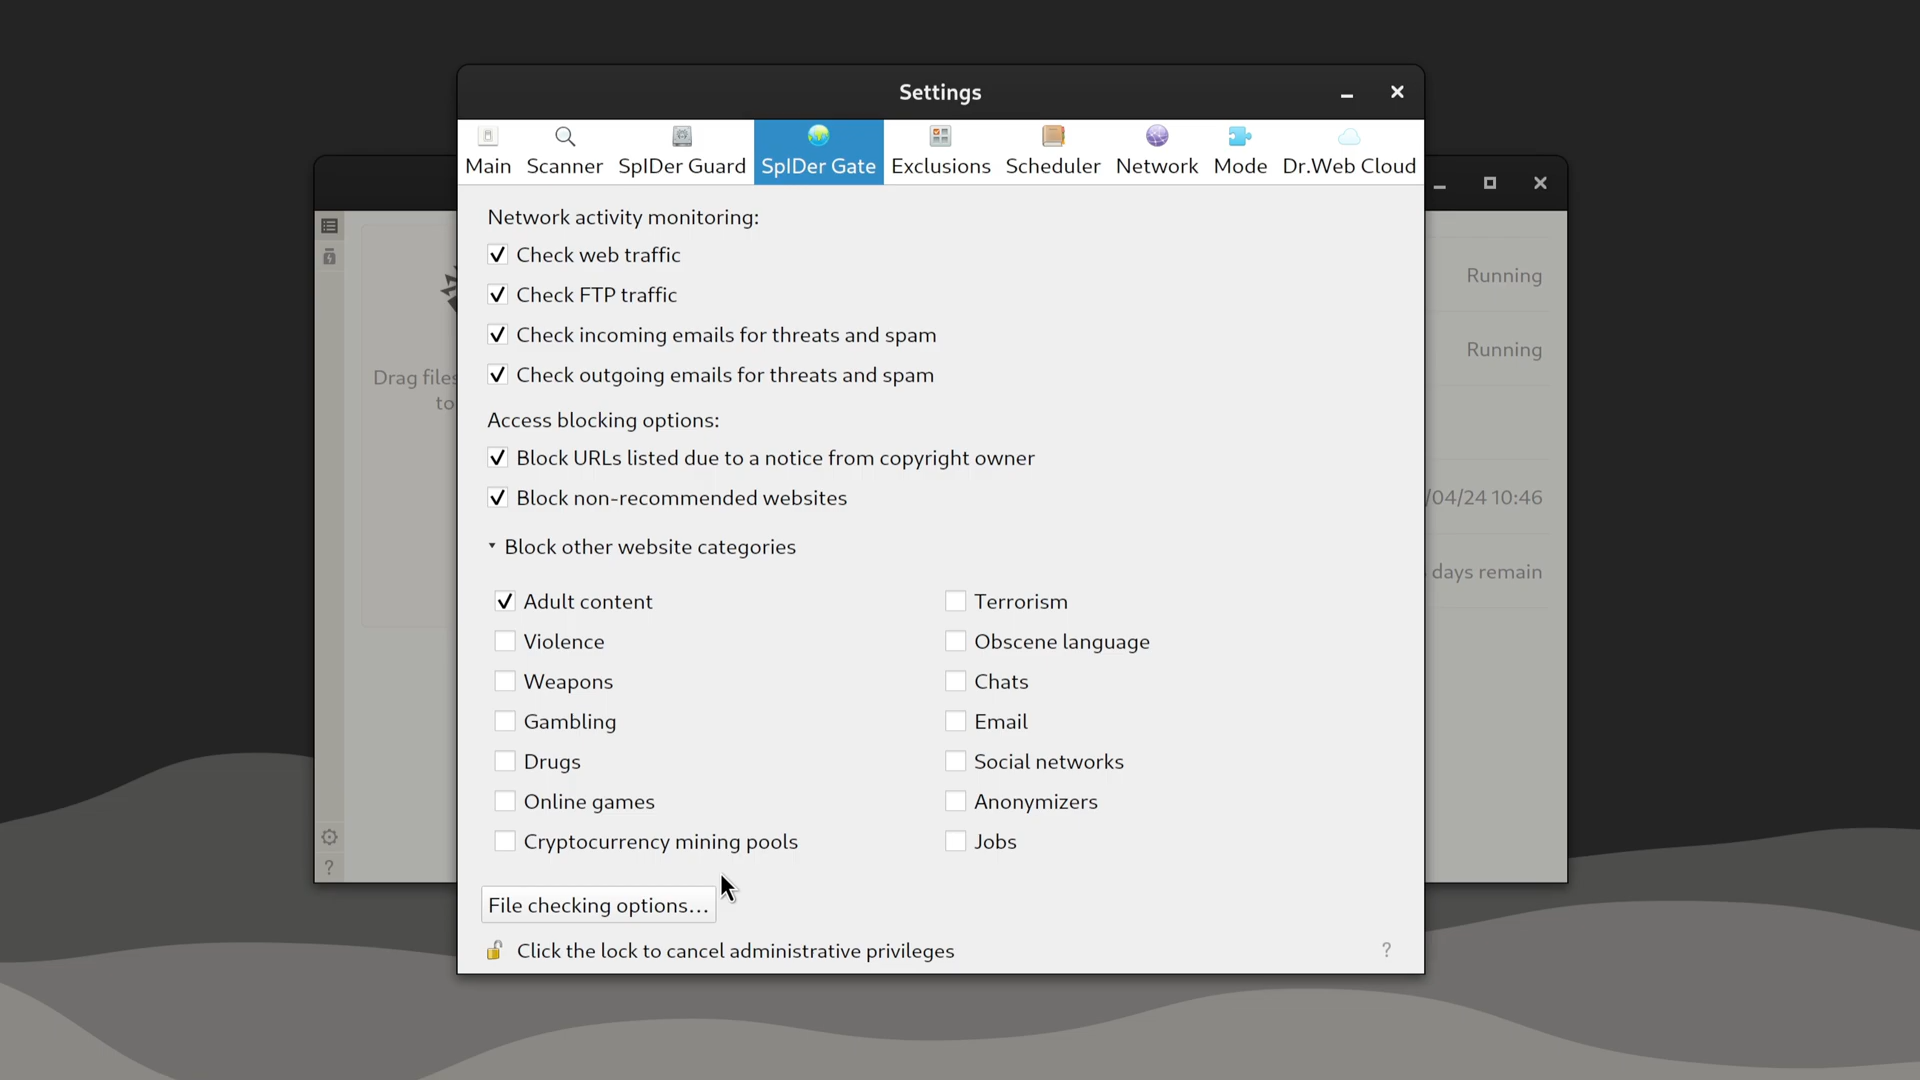 Settings
Main Scanner SpIDer Guard SpIDer Gate Exclusions Scheduler Network Mode Dr.Web Cloud
Network activity monitoring:
Check web traffic
Running
Check FTP traffic
Check incoming emails for threats and spam
Running
Check outgoing emails for threats and spam
Drag files
to
Access blocking options:
Block URLs listed due to a notice from copyright owner
Block non-recommended websites
/04/24 10:46
Block other website categories
days remain
Adult content
Terrorism
Violence
Obscene language
Weapons
Chats
Gambling
Email
Drugs
Social networks
Online games
Anonymizers
Cryptocurrency mining pools
Jobs
File checking options...
Click the lock to cancel administrative privileges
?
?